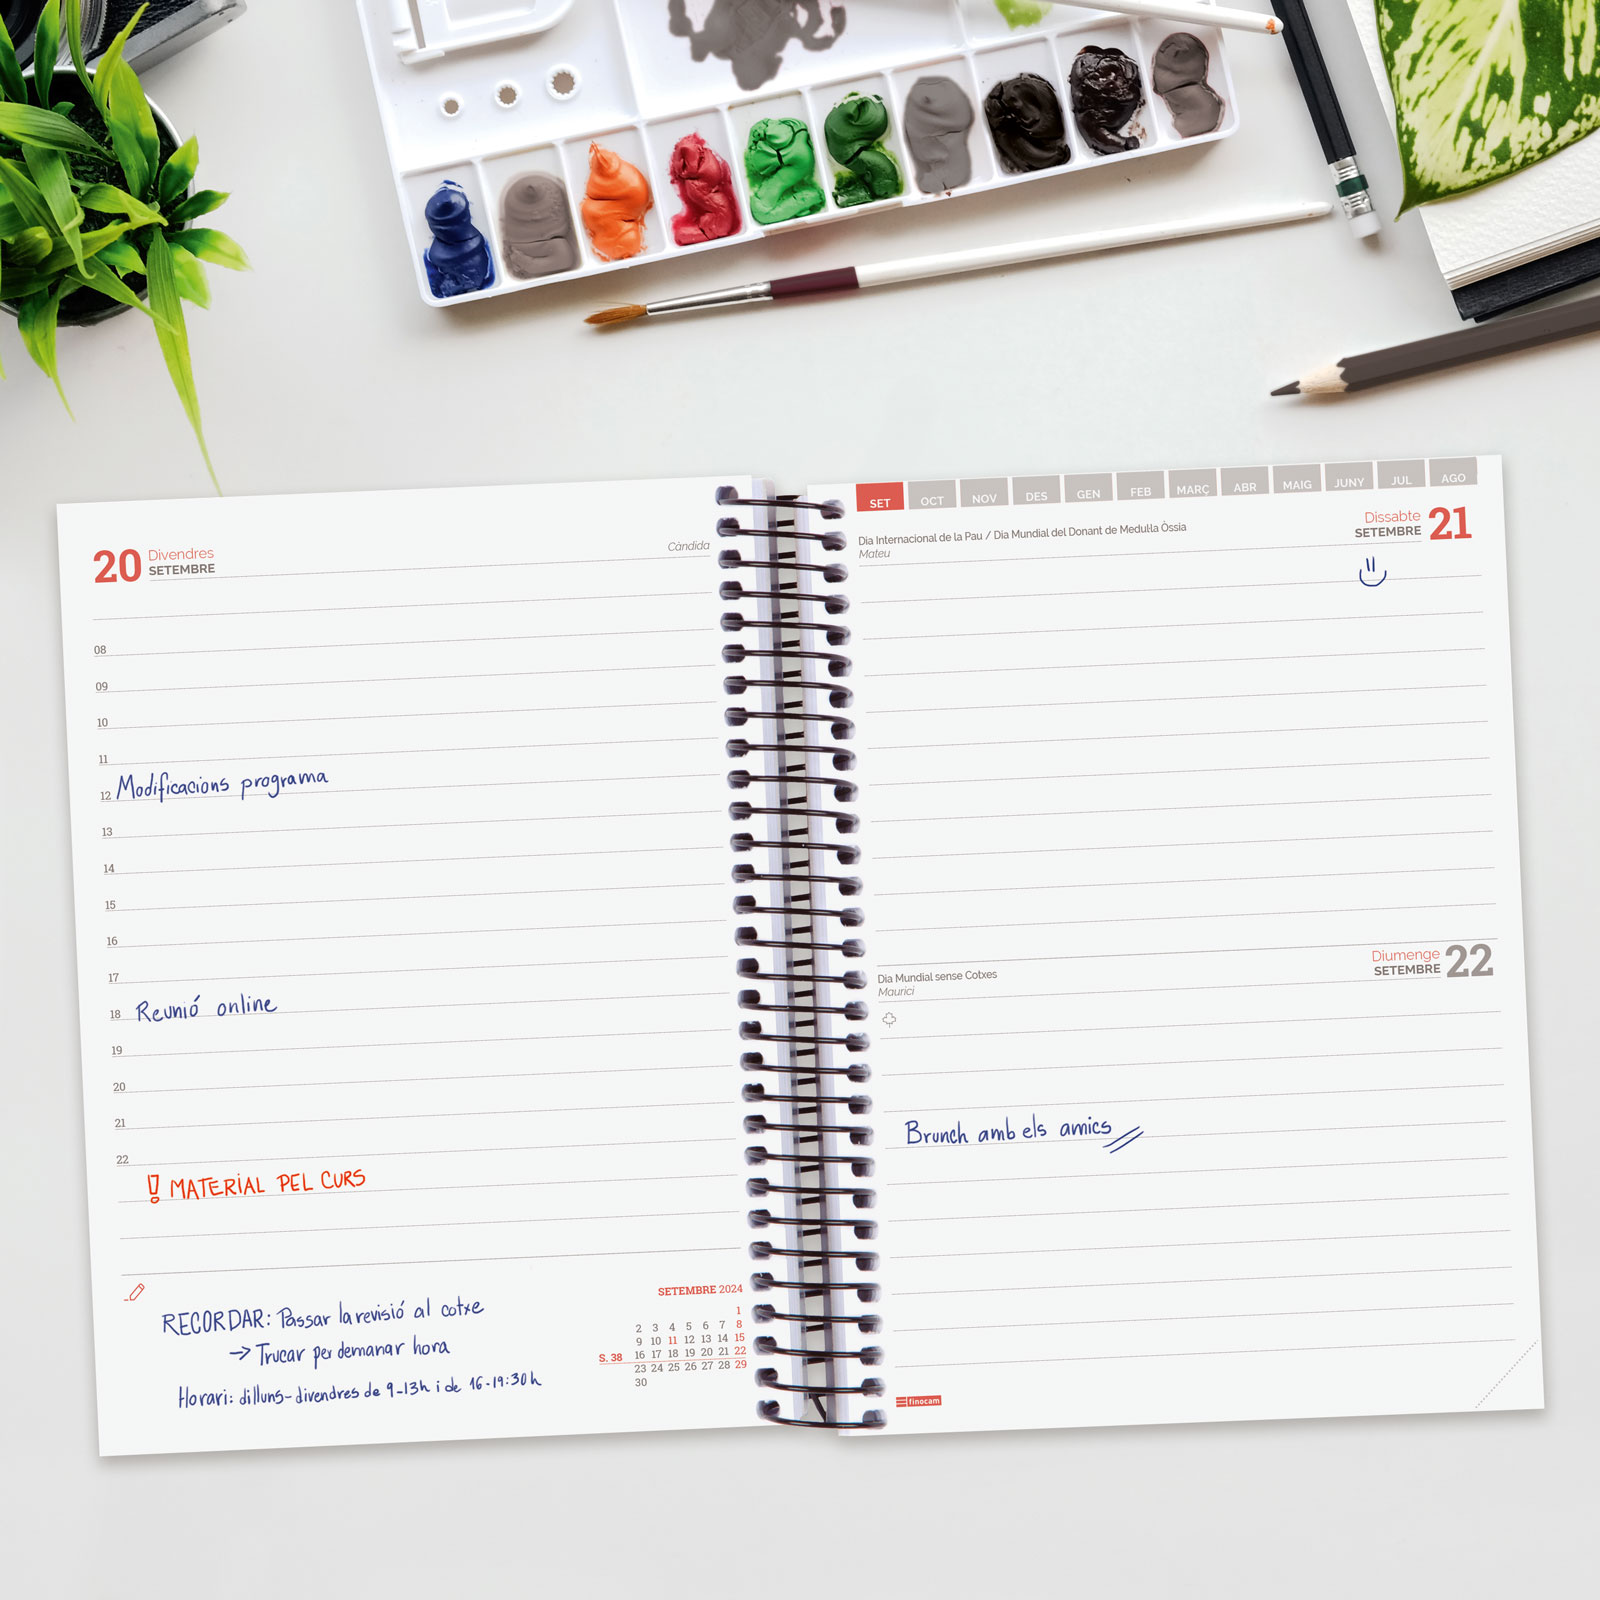 20 Divendres
SETEMBRE
Càndida
08
09
10
11
12 Modificacions programa
13
14
15
16
17
18 Reunió online
19
20
21
22
! MATERIAL PEL CURS
RECORDAR: Passar la revisió al cotxe
→ Trucar per demanar hora
Horari: dilluns-divendres de 9-13h i de 16-19:30h
SETEMBRE 2024
1
2 3 4 5 6 7 8
9 10 11 12 13 14 15
S. 38 16 17 18 19 20 21 22
23 24 25 26 27 28 29
30
SET OCT NOV DES GEN FEB MARÇ ABR MAIG JUNY JUL AGO
Dia Internacional de la Pau / Dia Mundial del Donant de Medul·la Òssia
Mateu
Dissabte
SETEMBRE 21
Dia Mundial sense Cotxes
Maurici
Diumenge
SETEMBRE 22
Brunch amb els amics
finocam